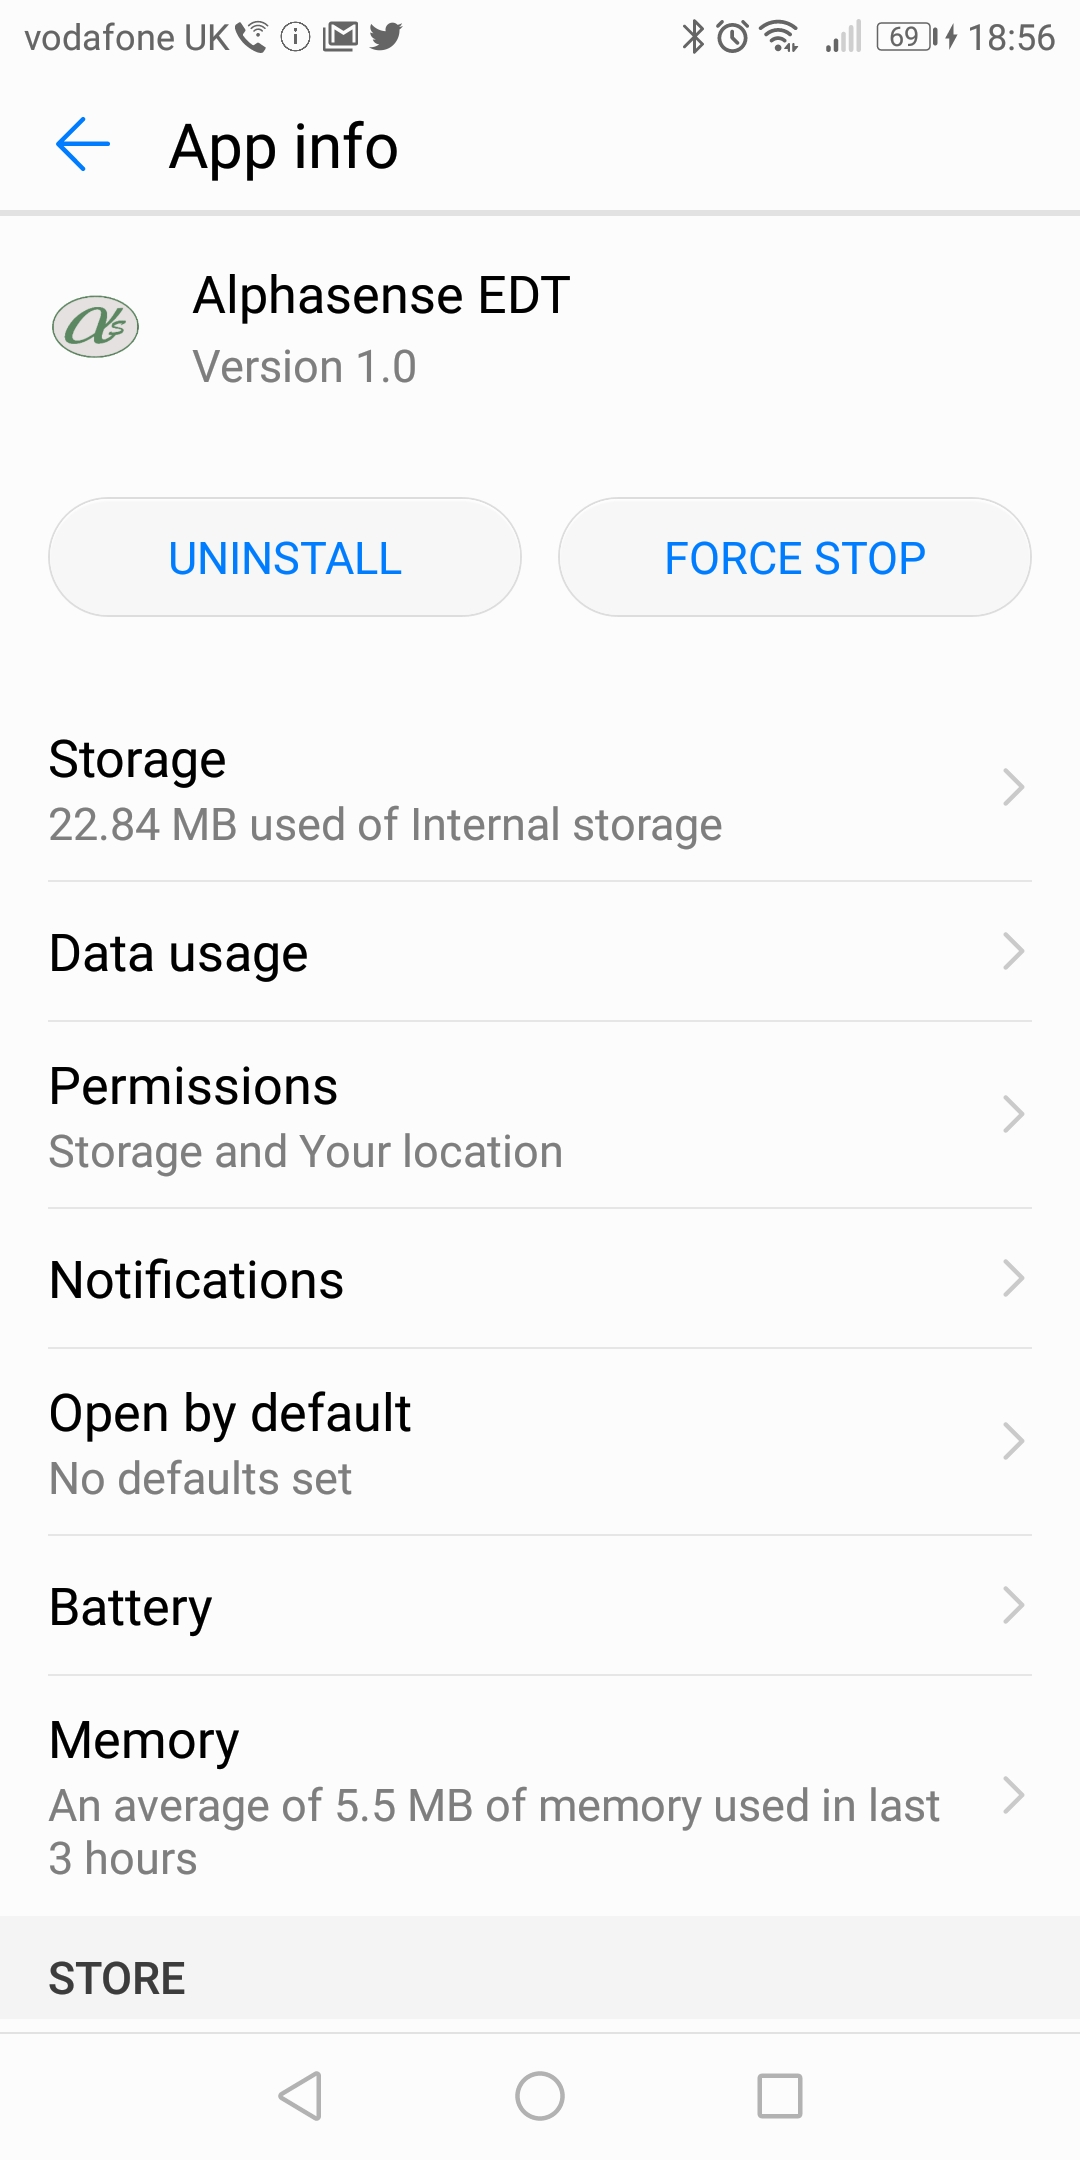 vodafone UK 69 18:56
App info
αs
Alphasense EDT
Version 1.0
UNINSTALL FORCE STOP
Storage
22.84 MB used of Internal storage
Data usage
Permissions
Storage and Your location
Notifications
Open by default
No defaults set
Battery
Memory
An average of 5.5 MB of memory used in last
3 hours
STORE